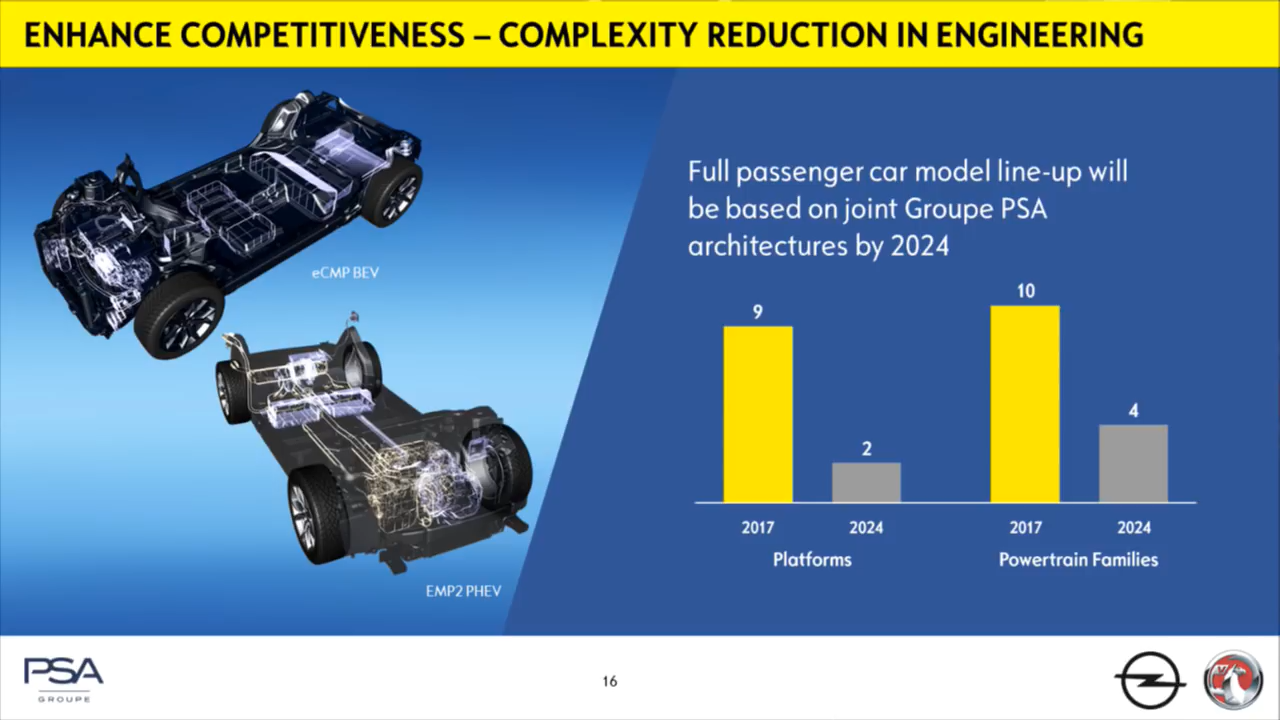 ENHANCE COMPETITIVENESS – COMPLEXITY REDUCTION IN ENGINEERING
eCMP BEV
EMP2 PHEV
Full passenger car model line-up will
be based on joint Groupe PSA
architectures by 2024
9
2
10
4
2017
2024
2017
2024
Platforms
Powertrain Families
PSA
GROUPE
16